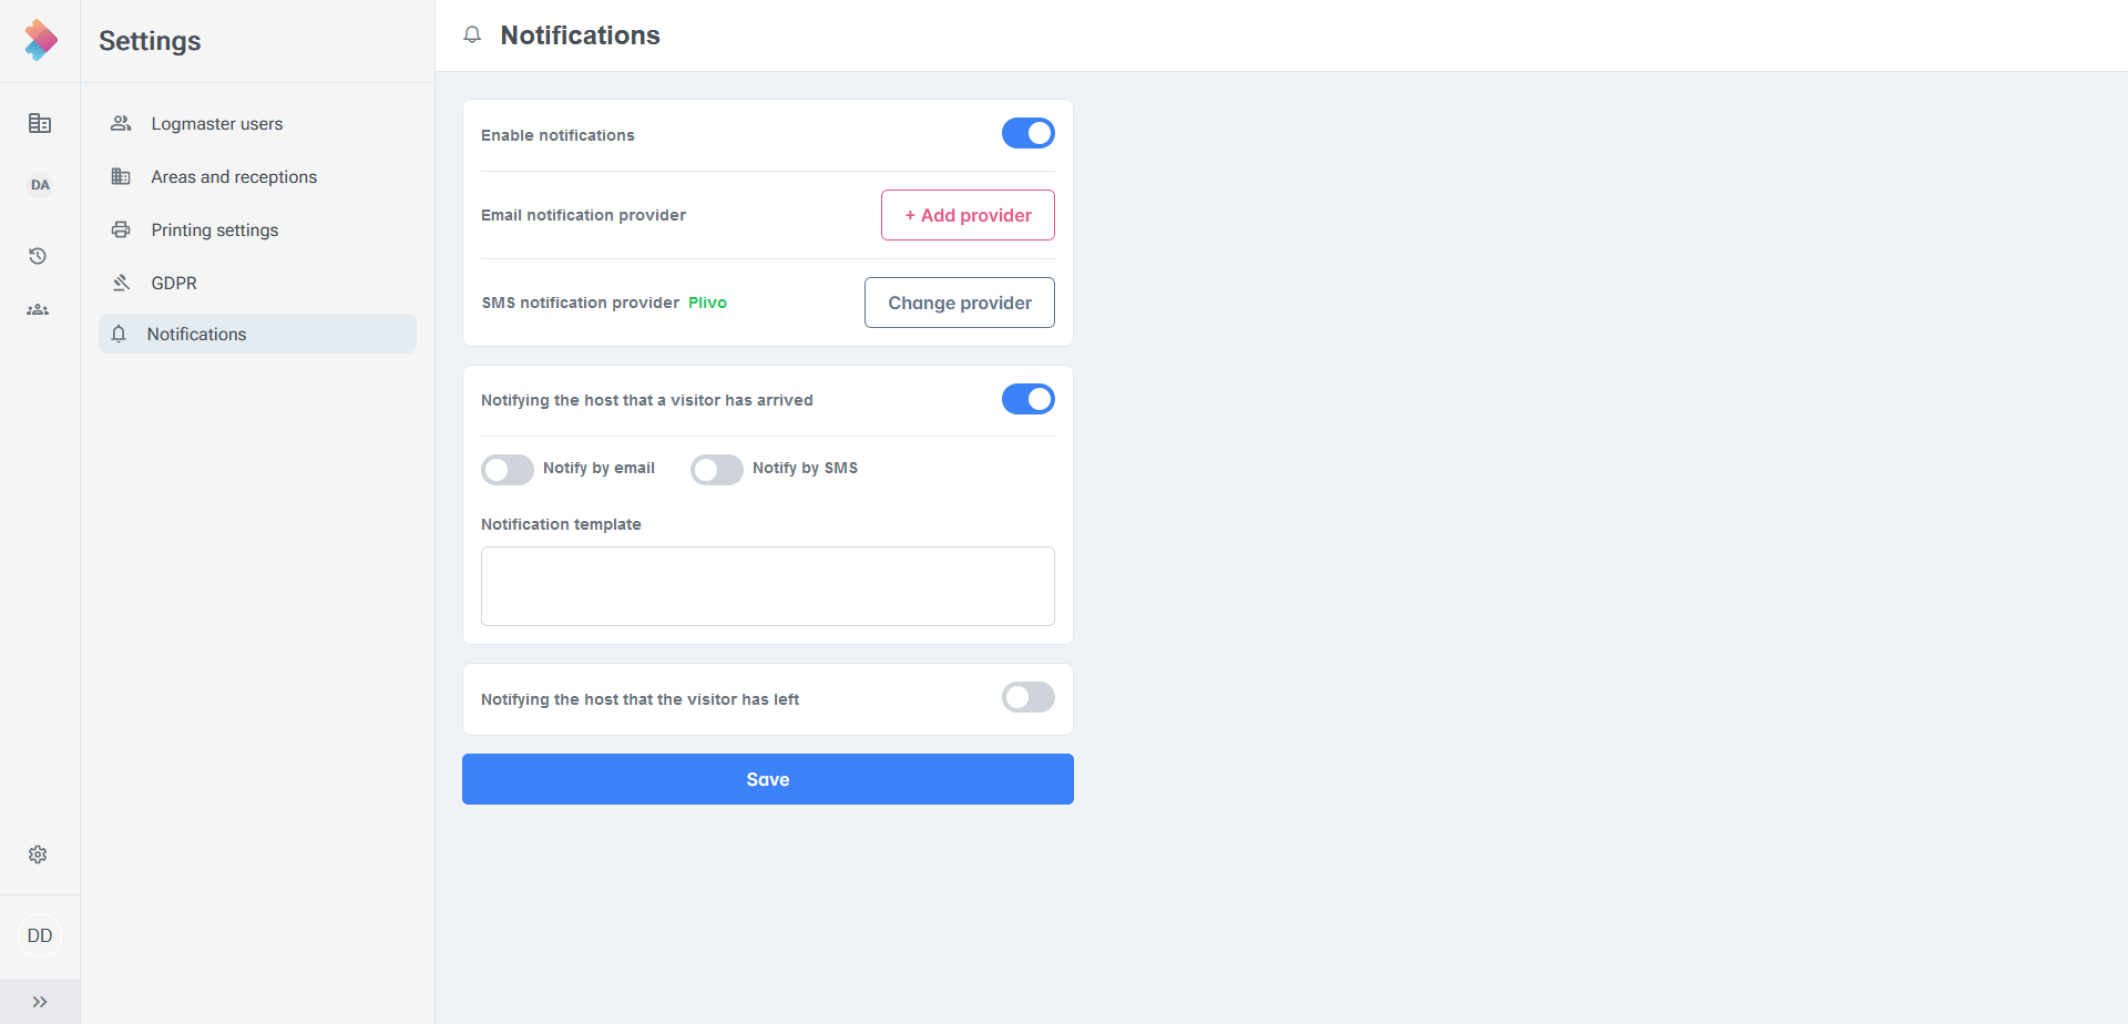 Settings
DA
DD
Logmaster users
Areas and receptions
Printing settings
GDPR
Notifications
Notifications
Enable notifications
Email notification provider
+ Add provider
SMS notification provider Plivo
Change provider
Notifying the host that a visitor has arrived
Notify by email
Notify by SMS
Notification template
Notifying the host that the visitor has left
Save